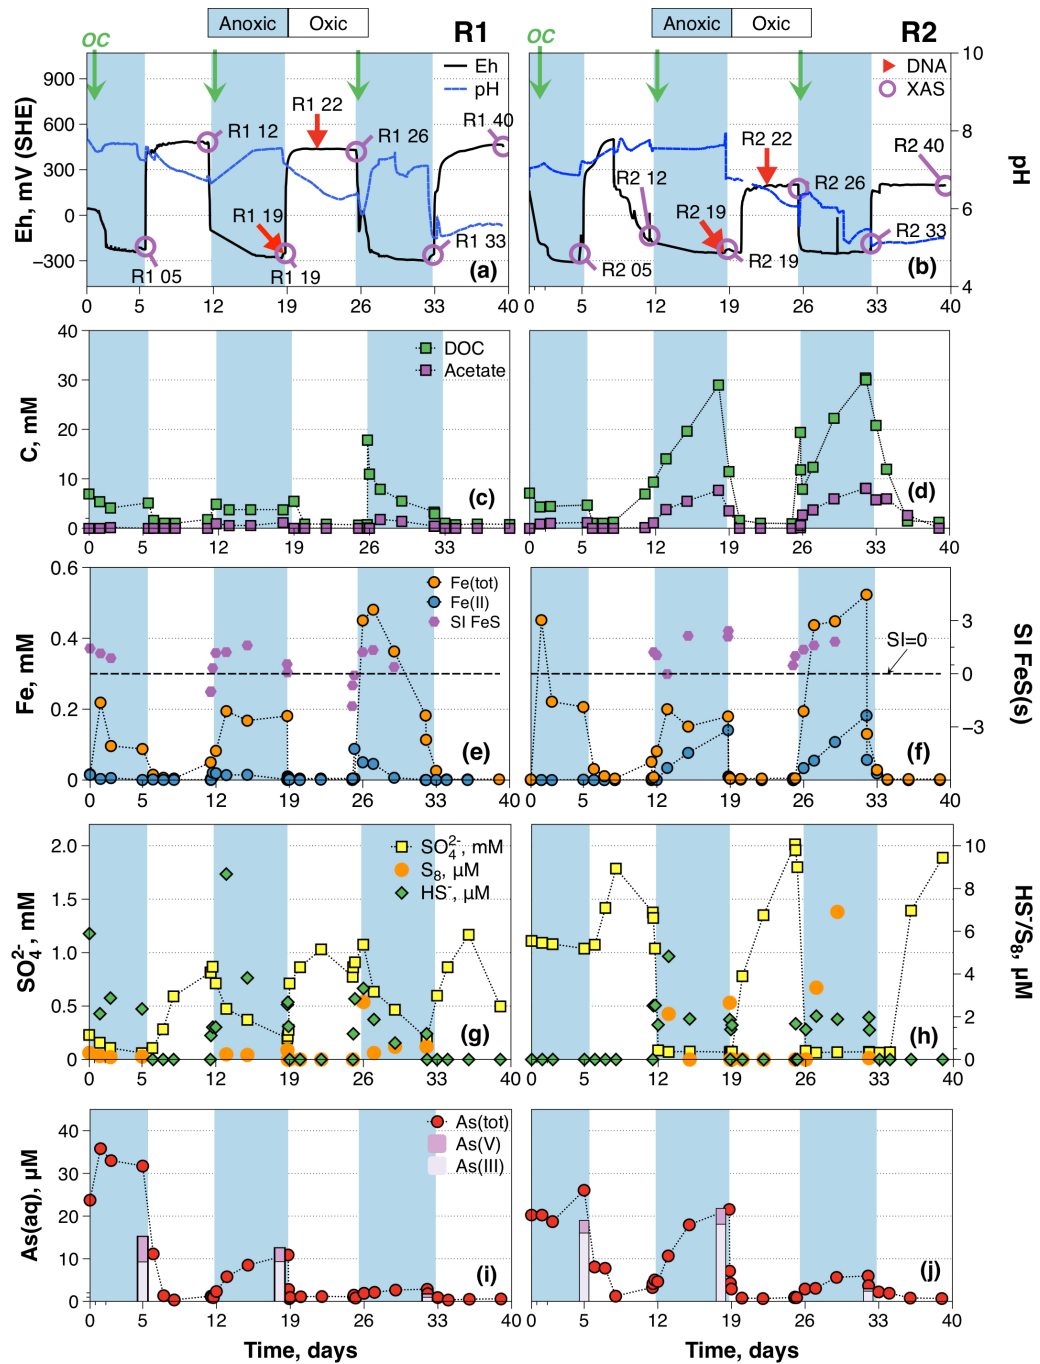 Anoxic Oxic R1 Anoxic Oxic R2
OC OC
10
900 Eh DNA
pH XAS
600 R1 22 R1 40 8
R1 12 R1 26 R2 22 R2 40
300 R2 12 R2 26
Eh, mV (SHE) pH
0 R1 19 R2 19 6
R1 33 R2 33
−300 R1 05 R1 19 (a) R2 05 R2 19 (b)
4
0 5 12 19 26 33 40 0 5 12 19 26 33 40
40
DOC
30 Acetate
C, mM
20
10
(c) (d)
0
0 5 12 19 26 33 40 0 5 12 19 26 33 40
0.6
Fe(tot)
Fe(II)
SI FeS 3
0.4 SI=0
0
Fe, mM SI FeS(s)
0.2 −3
(e) (f)
0
0 5 12 19 26 33 40 0 5 12 19 26 33 40
2.0 SO₄²⁻, mM 10
S₈, µM 8
1.5 HS⁻, µM
6
SO₄²⁻, mM HS⁻/S₈, µM
1.0
4
0.5 (g) (h) 2
0 0
0 5 12 19 26 33 40 0 5 12 19 26 33 40
40 As(tot)
As(V)
30 As(III)
As(aq), µM
20
10
(i) (j)
0
0 5 12 19 26 33 40 0 5 12 19 26 33 40
Time, days Time, days